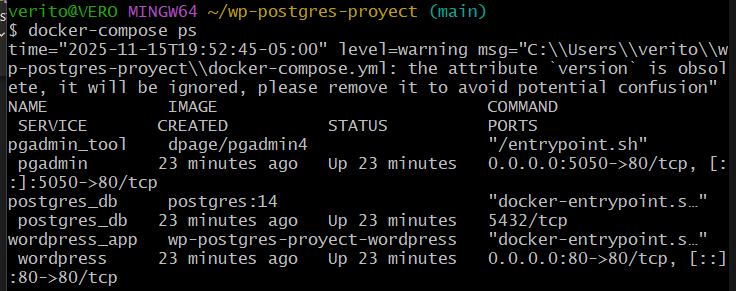 verito@VERO MINGW64 ~/wp-postgres-proyect (main)
$ docker-compose ps
time="2025-11-15T19:52:45-05:00" level=warning msg="C:\\Users\\verito\\w
p-postgres-proyect\\docker-compose.yml: the attribute `version` is obsol
ete, it will be ignored, please remove it to avoid potential confusion"
NAME           IMAGE                           COMMAND
 SERVICE       CREATED          STATUS          PORTS
pgadmin_tool   dpage/pgadmin4                  "/entrypoint.sh"
 pgadmin       23 minutes ago   Up 23 minutes   0.0.0.0:5050->80/tcp, [:
:]:5050->80/tcp
postgres_db    postgres:14                     "docker-entrypoint.s…"
 postgres_db   23 minutes ago   Up 23 minutes   5432/tcp
wordpress_app  wp-postgres-proyect-wordpress   "docker-entrypoint.s…"
 wordpress     23 minutes ago   Up 23 minutes   0.0.0.0:80->80/tcp, [::]
:80->80/tcp